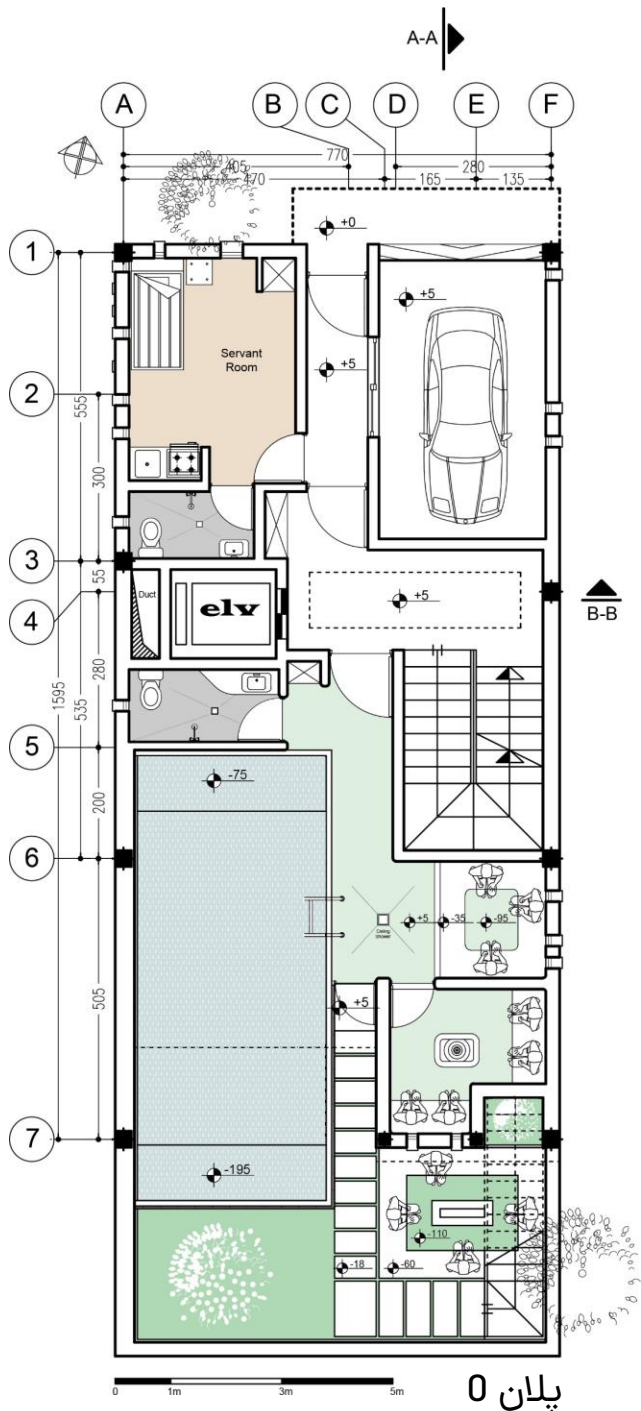 A-A
A B C D E F
770
405 280
470 165 135
+0
1
+5
Servant
Room
+5
2
555
300
3
55
Duct
elv
+5
4
B-B
280
1595
535
5
-75
200
6
Ceiling
shower
+5 -35 -95
505
+5
7
-195
-110
-18 -60
0 1m 3m 5m
پلان 0